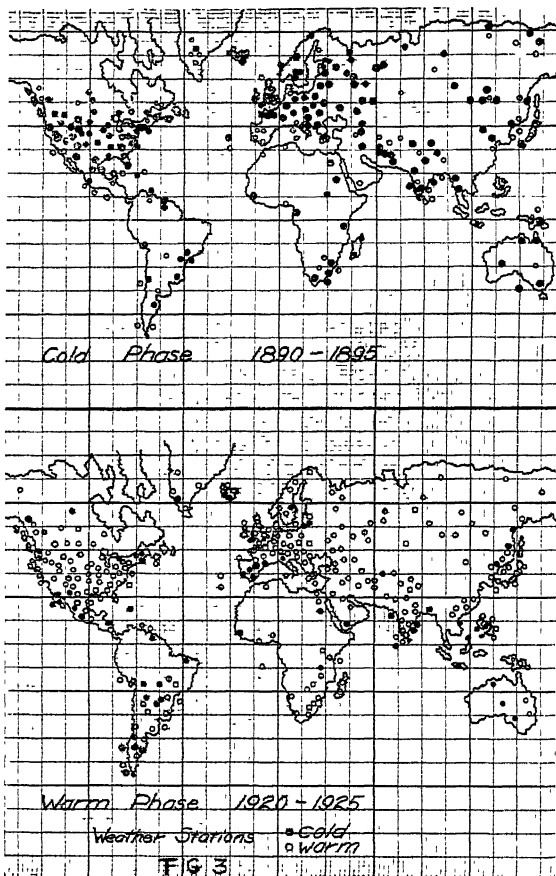 Cold Phase 1890-1895
Warm Phase 1920-1925
Weather Stations ● cold
○ warm
FIG 3